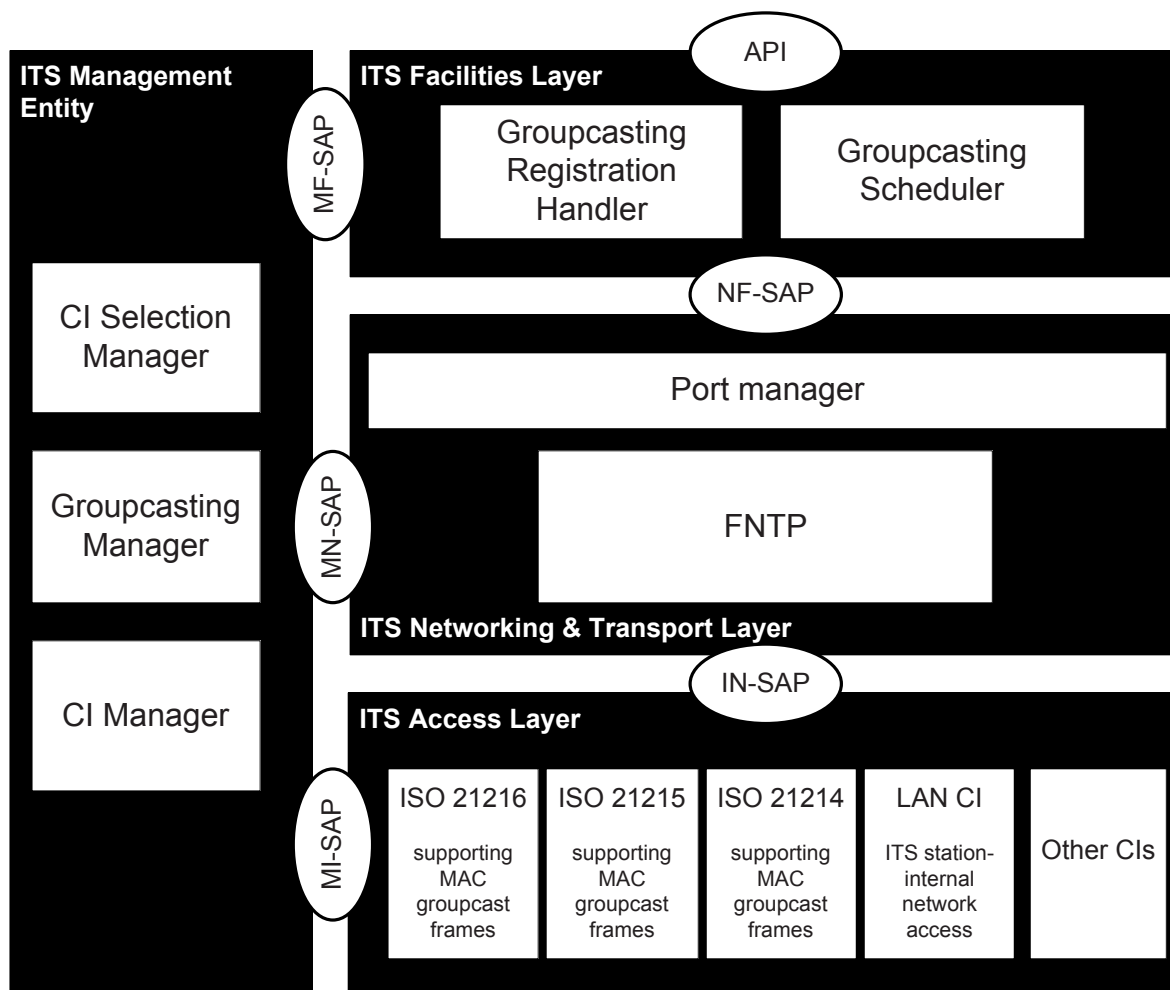 API
ITS Management
Entity
ITS Facilities Layer
MF-SAP
Groupcasting
Registration
Handler
Groupcasting
Scheduler
NF-SAP
CI Selection
Manager
Port manager
Groupcasting
Manager
MN-SAP
FNTP
ITS Networking & Transport Layer
IN-SAP
CI Manager
ITS Access Layer
MI-SAP
ISO 21216
supporting
MAC
groupcast
frames
ISO 21215
supporting
MAC
groupcast
frames
ISO 21214
supporting
MAC
groupcast
frames
LAN CI
ITS station-
internal
network
access
Other CIs